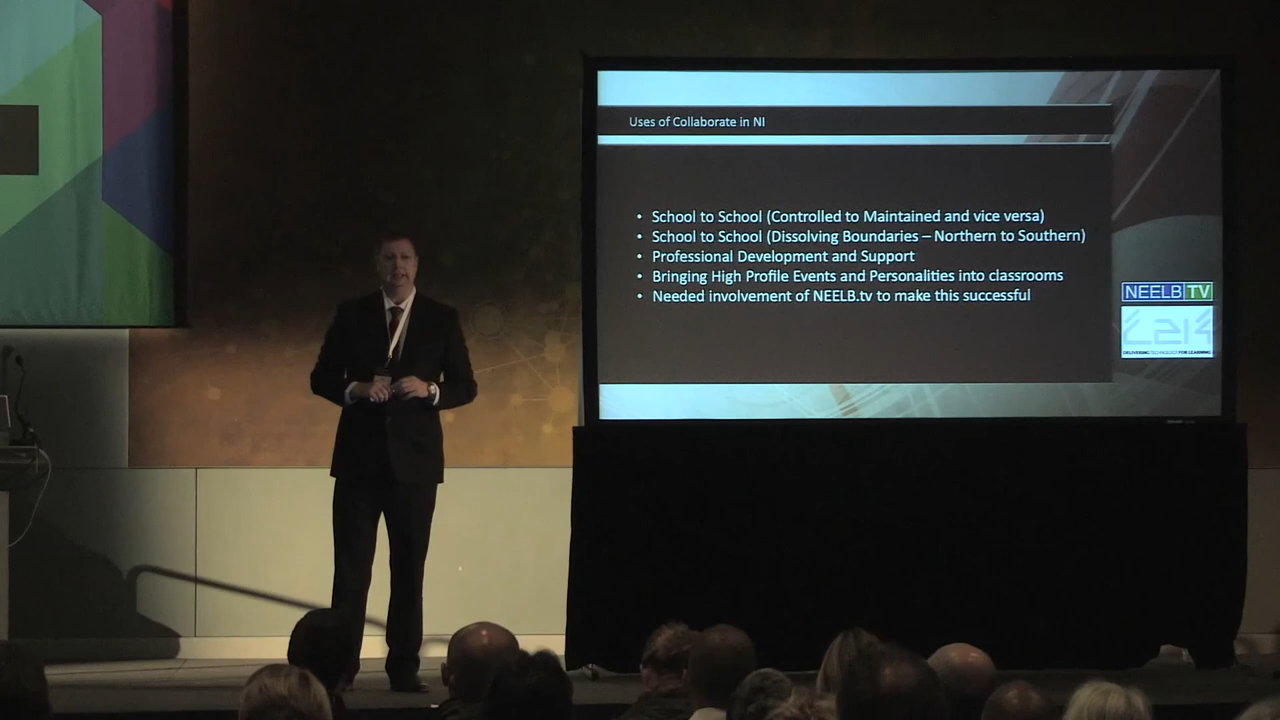 Uses of Collaborate in NI
• School to School (Controlled to Maintained and vice versa)
• School to School (Dissolving Boundaries – Northern to Southern)
• Professional Development and Support
• Bringing High Profile Events and Personalities into classrooms
• Needed involvement of NEELB.tv to make this successful
NEELB TV
C2k
DELIVERING TECHNOLOGY FOR LEARNING